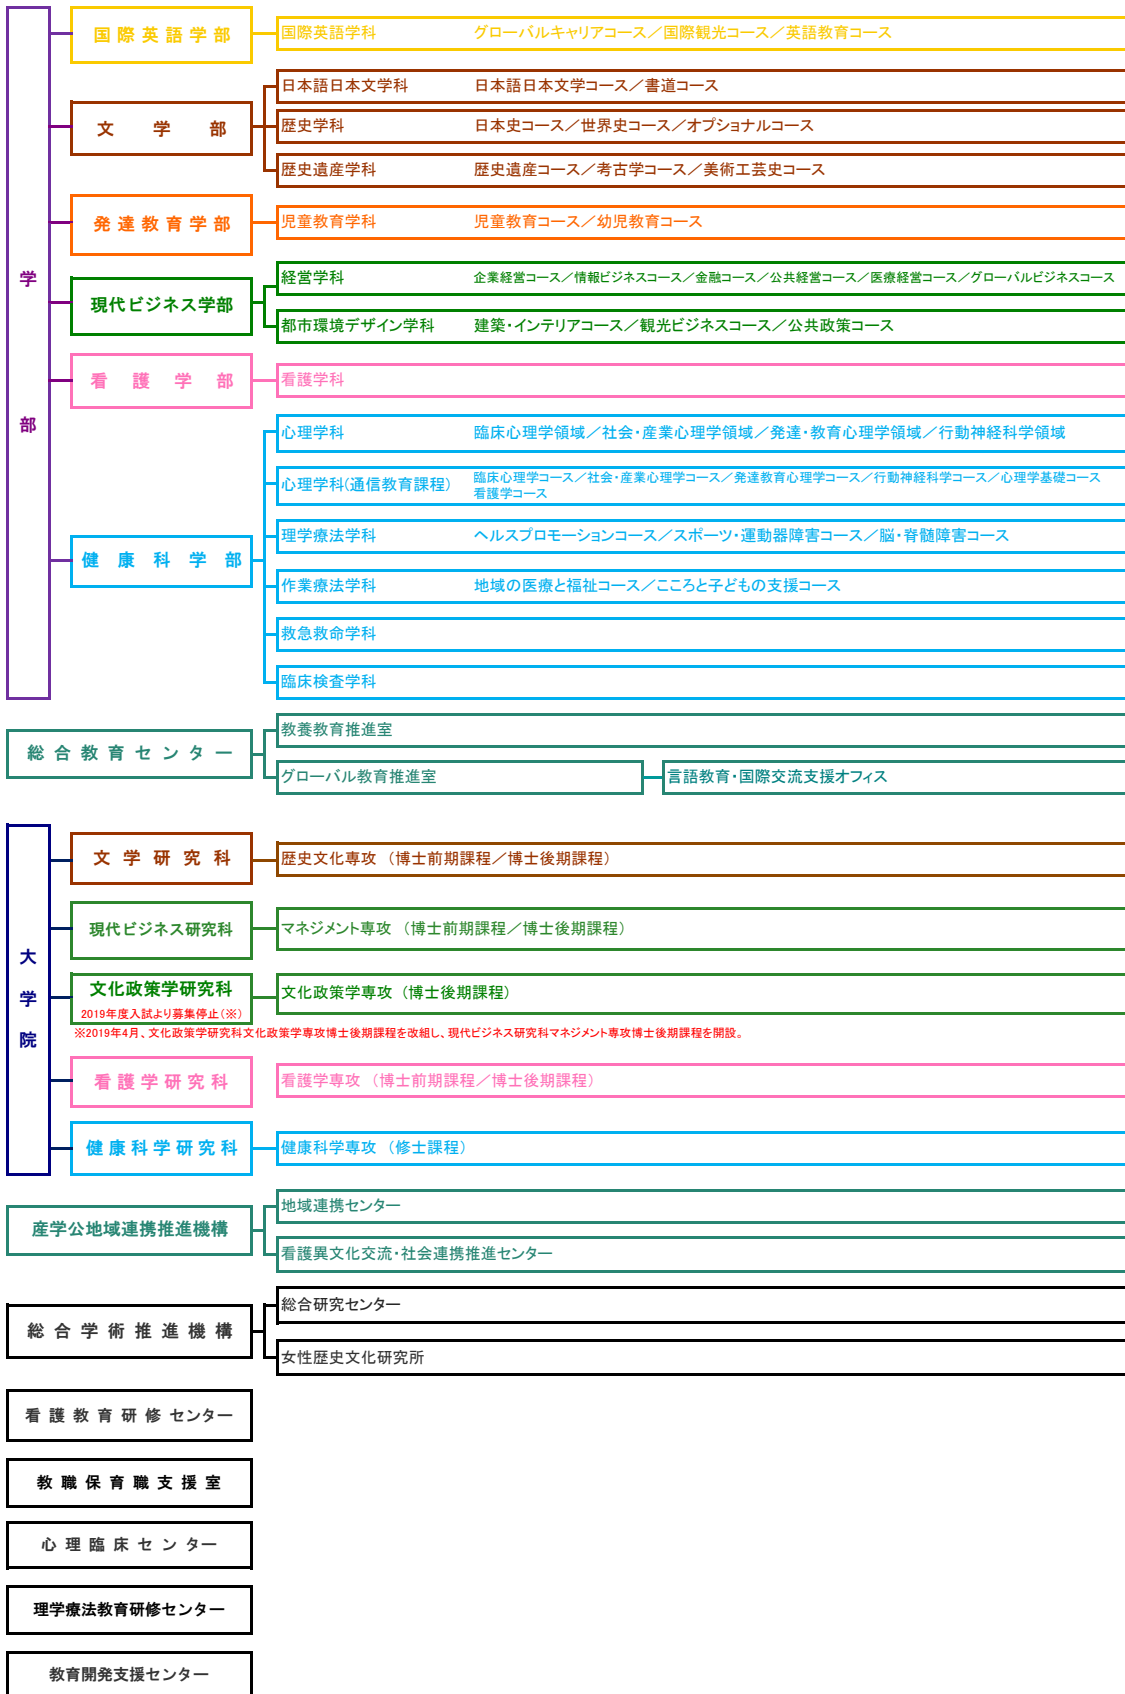 学部
国際英語学部
国際英語学科 グローバルキャリアコース／国際観光コース／英語教育コース
文学部
日本語日本文学科 日本語日本文学コース／書道コース
歴史学科 日本史コース／世界史コース／オプショナルコース
歴史遺産学科 歴史遺産コース／考古学コース／美術工芸史コース
発達教育学部
児童教育学科 児童教育コース／幼児教育コース
現代ビジネス学部
経営学科 企業経営コース／情報ビジネスコース／金融コース／公共経営コース／医療経営コース／グローバルビジネスコース
都市環境デザイン学科 建築・インテリアコース／観光ビジネスコース／公共政策コース
看護学部
看護学科
健康科学部
心理学科 臨床心理学領域／社会・産業心理学領域／発達・教育心理学領域／行動神経科学領域
心理学科(通信教育課程) 臨床心理学コース／社会・産業心理学コース／発達教育心理学コース／行動神経科学コース／心理学基礎コース
看護学コース
理学療法学科 ヘルスプロモーションコース／スポーツ・運動器障害コース／脳・脊髄障害コース
作業療法学科 地域の医療と福祉コース／こころと子どもの支援コース
救急救命学科
臨床検査学科
総合教育センター
教養教育推進室
グローバル教育推進室
言語教育・国際交流支援オフィス
大学院
文学研究科
歴史文化専攻 （博士前期課程／博士後期課程）
現代ビジネス研究科
マネジメント専攻 （博士前期課程／博士後期課程）
文化政策学研究科
2019年度入試より募集停止（※）
文化政策学専攻 （博士後期課程）
※2019年4月、文化政策学研究科文化政策学専攻博士後期課程を改組し、現代ビジネス研究科マネジメント専攻博士後期課程を開設。
看護学研究科
看護学専攻 （博士前期課程／博士後期課程）
健康科学研究科
健康科学専攻 （修士課程）
産学公地域連携推進機構
地域連携センター
看護異文化交流・社会連携推進センター
総合学術推進機構
総合研究センター
女性歴史文化研究所
看護教育研修センター
教職保育職支援室
心理臨床センター
理学療法教育研修センター
教育開発支援センター